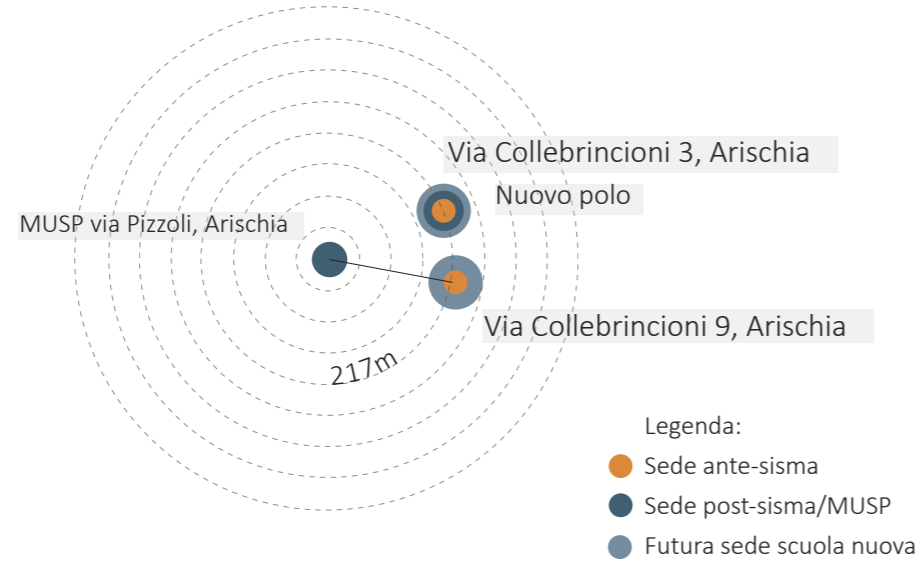 Via Collebrincioni 3, Arischia
Nuovo polo
MUSP via Pizzoli, Arischia
Via Collebrincioni 9, Arischia
217m
Legenda:
Sede ante-sisma
Sede post-sisma/MUSP
Futura sede scuola nuova